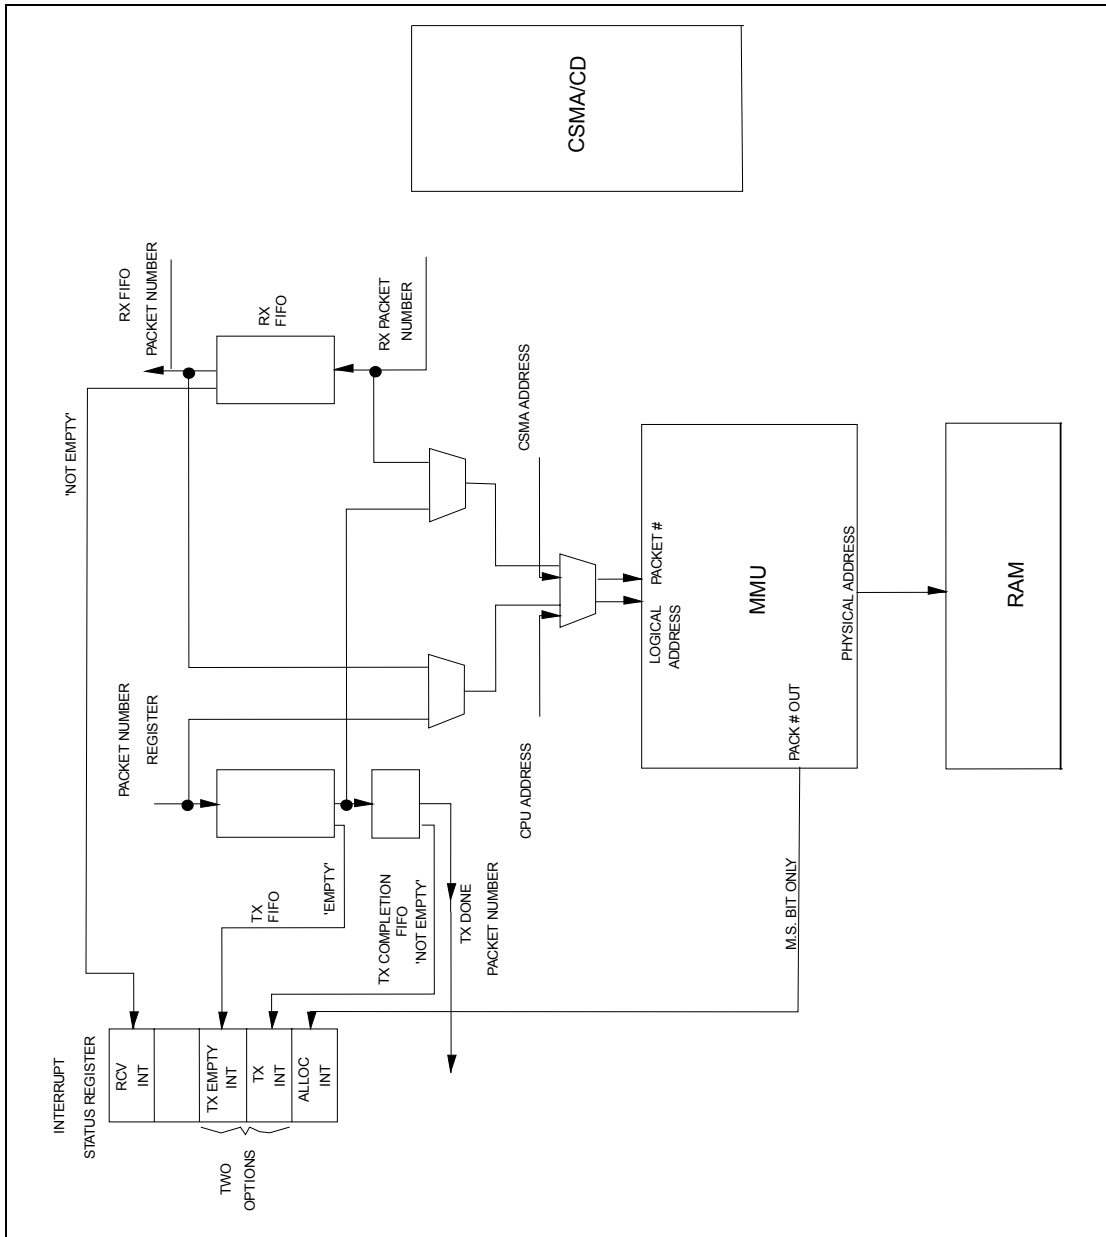 INTERRUPT
STATUS REGISTER
RCV
INT
TX EMPTY
INT
TX
INT
ALLOC
INT
TWO
OPTIONS
'NOT EMPTY'
PACKET NUMBER
REGISTER
TX
FIFO
'EMPTY'
TX COMPLETION
FIFO
'NOT EMPTY'
TX DONE
PACKET NUMBER
RX FIFO
PACKET NUMBER
RX
FIFO
RX PACKET
NUMBER
CSMA/CD
CSMA ADDRESS
CPU ADDRESS
LOGICAL
ADDRESS
PACKET #
MMU
PACK # OUT
PHYSICAL ADDRESS
M.S. BIT ONLY
RAM